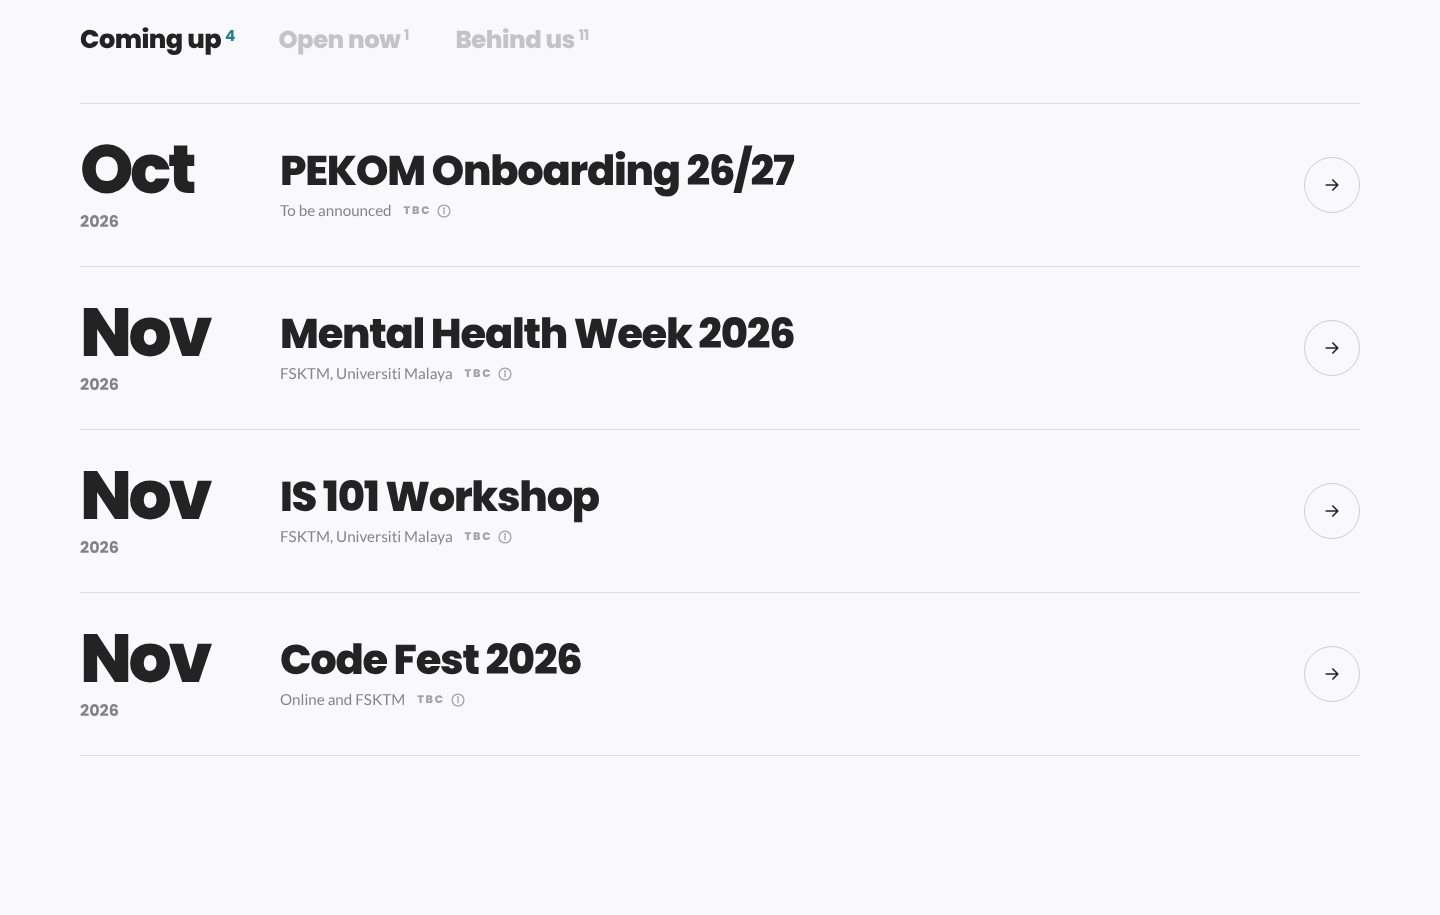 Coming up 4 Open now 1 Behind us 11
Oct
2026
PEKOM Onboarding 26/27
To be announced TBC
Nov
2026
Mental Health Week 2026
FSKTM, Universiti Malaya TBC
Nov
2026
IS 101 Workshop
FSKTM, Universiti Malaya TBC
Nov
2026
Code Fest 2026
Online and FSKTM TBC